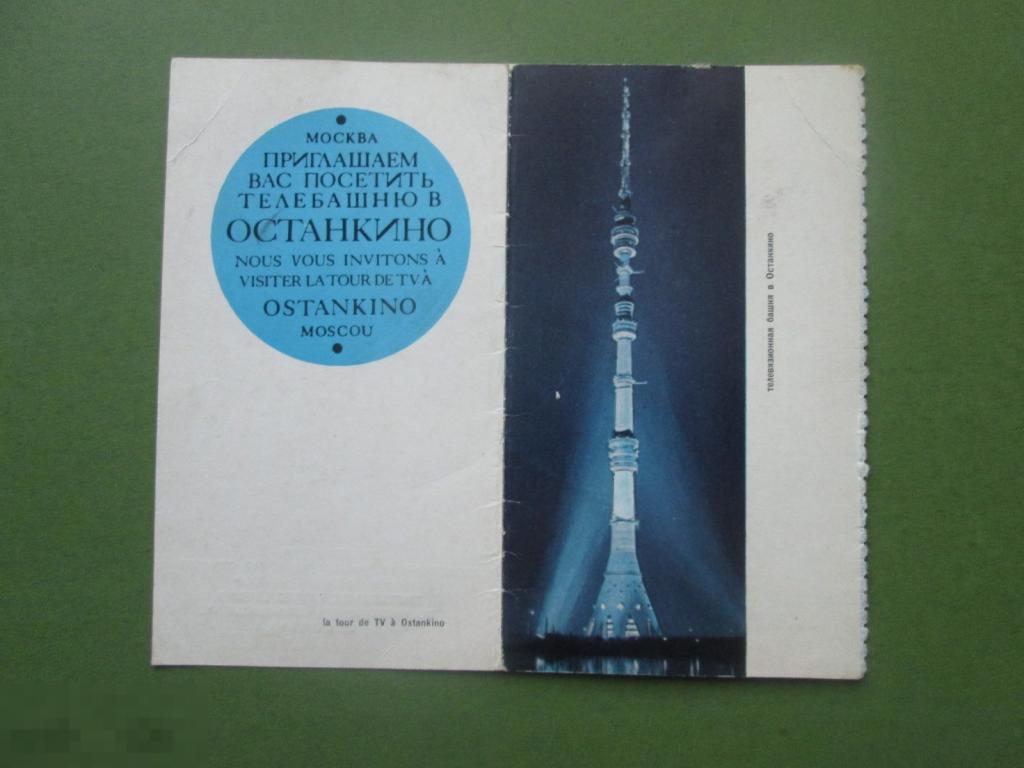 МОСКВА
ПРИГЛАШАЕМ
ВАС ПОСЕТИТЬ
ТЕЛЕБАШНЮ В
ОСТАНКИНО
NOUS VOUS INVITONS À
VISITER LA TOUR DE TV À
OSTANKINO
MOSCOU
la tour de TV à Ostankino
телевизионная башня в Останкино